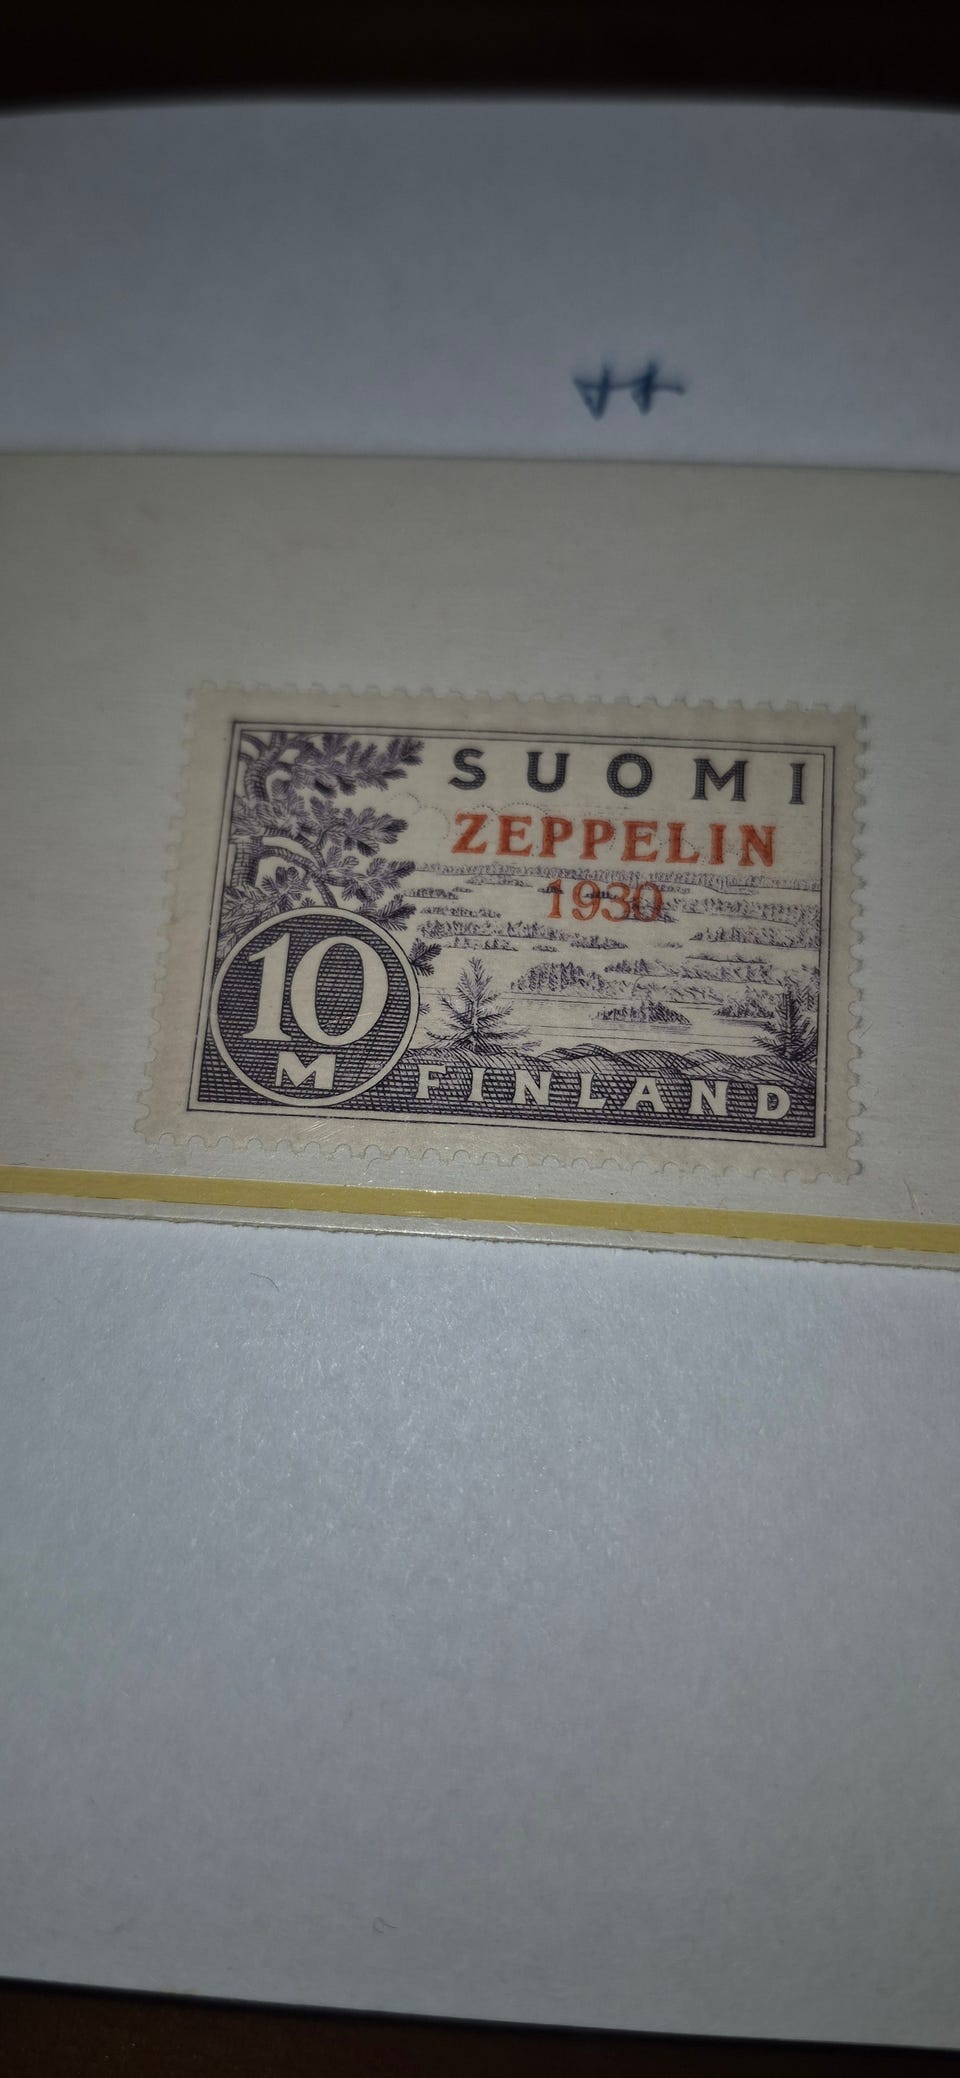 ++
SUOMI
ZEPPELIN
1930
10
M
FINLAND